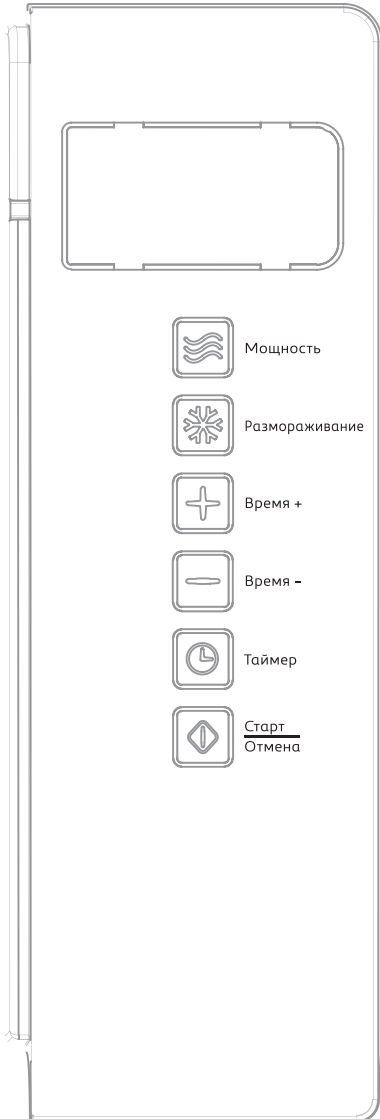 Мощность
Размораживание
Время +
Время -
Таймер
Старт
Отмена